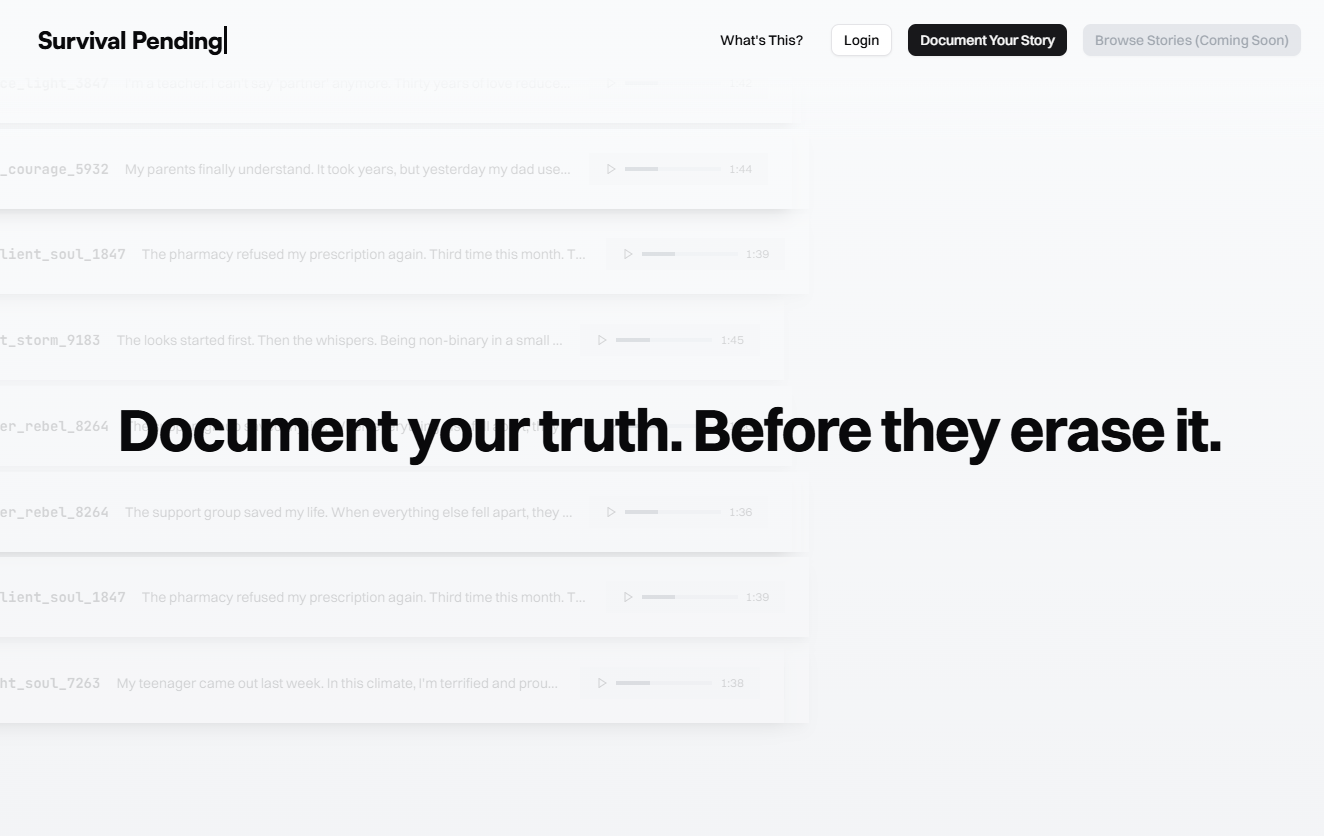 Survival Pending
What's This?
Login
Document Your Story
Browse Stories (Coming Soon)
co_light_3847 I'm a teacher. I can't say 'partner' anymore. Thirty years of love reduce... 1:42
_courage_5932 My parents finally understand. It took years, but yesterday my dad use... 1:44
lient_soul_1847 The pharmacy refused my prescription again. Third time this month. T... 1:39
t_storm_9183 The looks started first. Then the whispers. Being non-binary in a small ... 1:45
er_rebel_8264
Document your truth. Before they erase it.
er_rebel_8264 The support group saved my life. When everything else fell apart, they ... 1:36
lient_soul_1847 The pharmacy refused my prescription again. Third time this month. T... 1:39
ht_soul_7263 My teenager came out last week. In this climate, I'm terrified and prou... 1:38